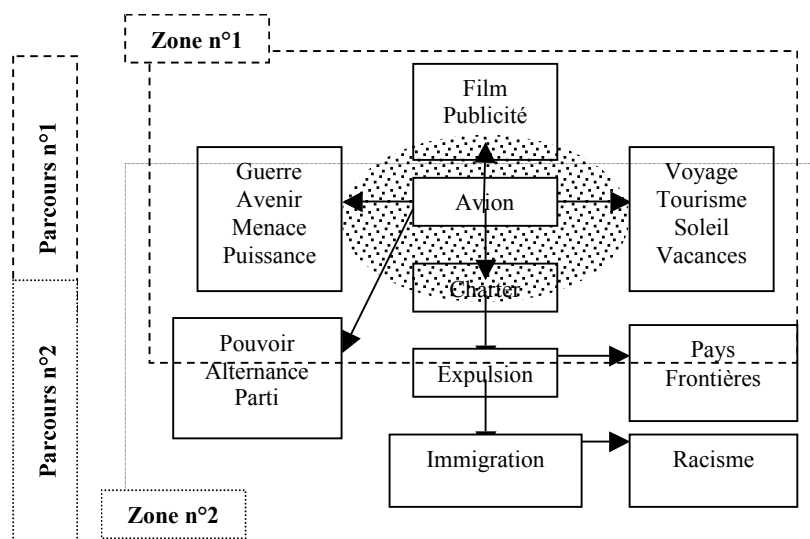 Zone n°1
Parcours n°1
Film
Publicité
Guerre
Avenir
Menace
Puissance
Avion
Voyage
Tourisme
Soleil
Vacances
Charter
Parcours n°2
Pouvoir
Alternance
Parti
Expulsion
Pays
Frontières
Immigration
Racisme
Zone n°2